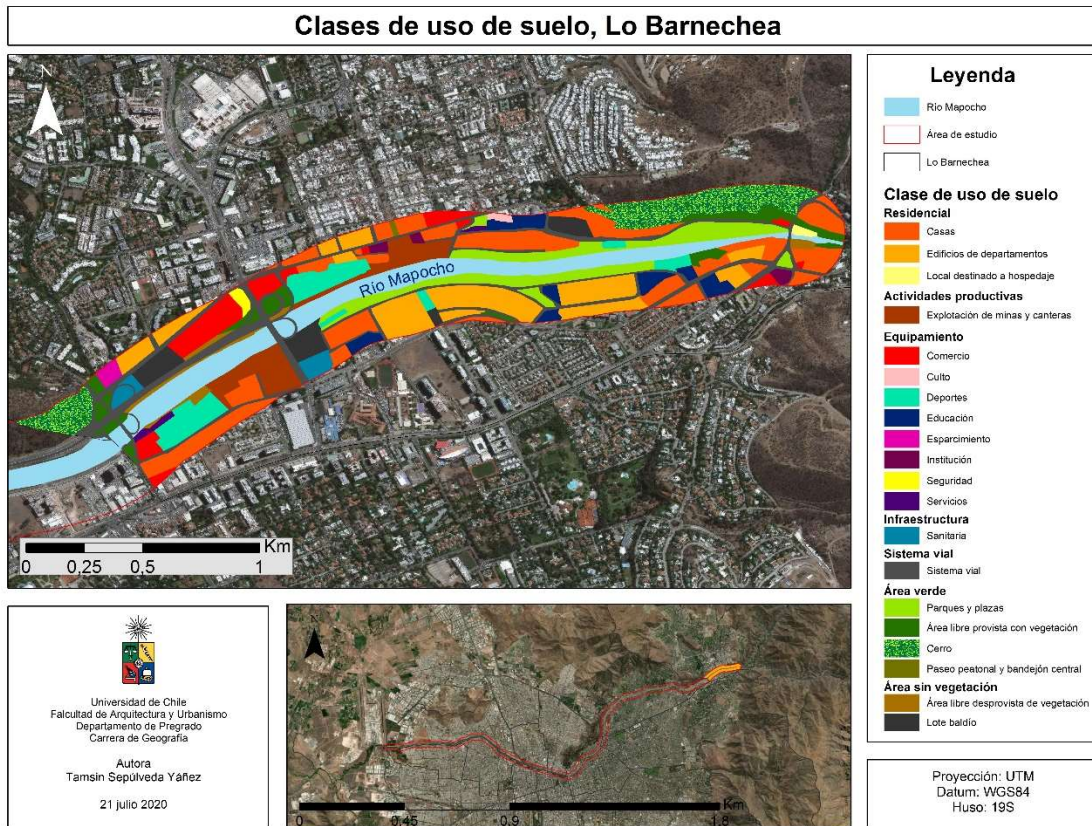 Clases de uso de suelo, Lo Barnechea
N
Río Mapocho
Km
0 0,25 0,5 1
Leyenda
Río Mapocho
Área de estudio
Lo Barnechea
Clase de uso de suelo
Residencial
Casas
Edificios de departamentos
Local destinado a hospedaje
Actividades productivas
Explotación de minas y canteras
Equipamiento
Comercio
Culto
Deportes
Educación
Esparcimiento
Institución
Seguridad
Servicios
Infraestructura
Sanitaria
Sistema vial
Sistema vial
Área verde
Parques y plazas
Área libre provista con vegetación
Cerro
Paseo peatonal y bandejón central
Área sin vegetación
Área libre desprovista de vegetación
Lote baldío
Universidad de Chile
Falcultad de Arquitectura y Urbanismo
Departamento de Pregrado
Carrera de Geografía
Autora
Tamsin Sepúlveda Yáñez
21 julio 2020
N
Km
0 0,45 0,9 1,8
Proyección: UTM
Datum: WGS84
Huso: 19S